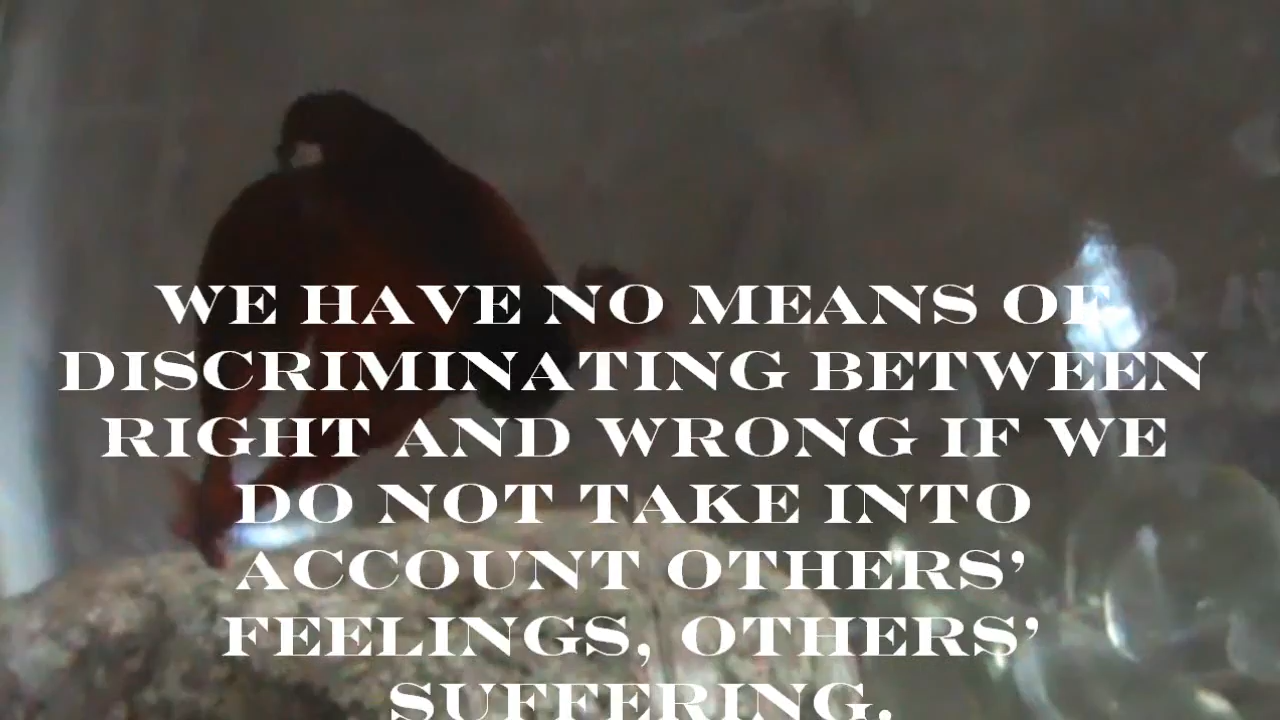 WE HAVE NO MEANS OF
DISCRIMINATING BETWEEN
RIGHT AND WRONG IF WE
DO NOT TAKE INTO
ACCOUNT OTHERS’
FEELINGS, OTHERS’
SUFFERING.